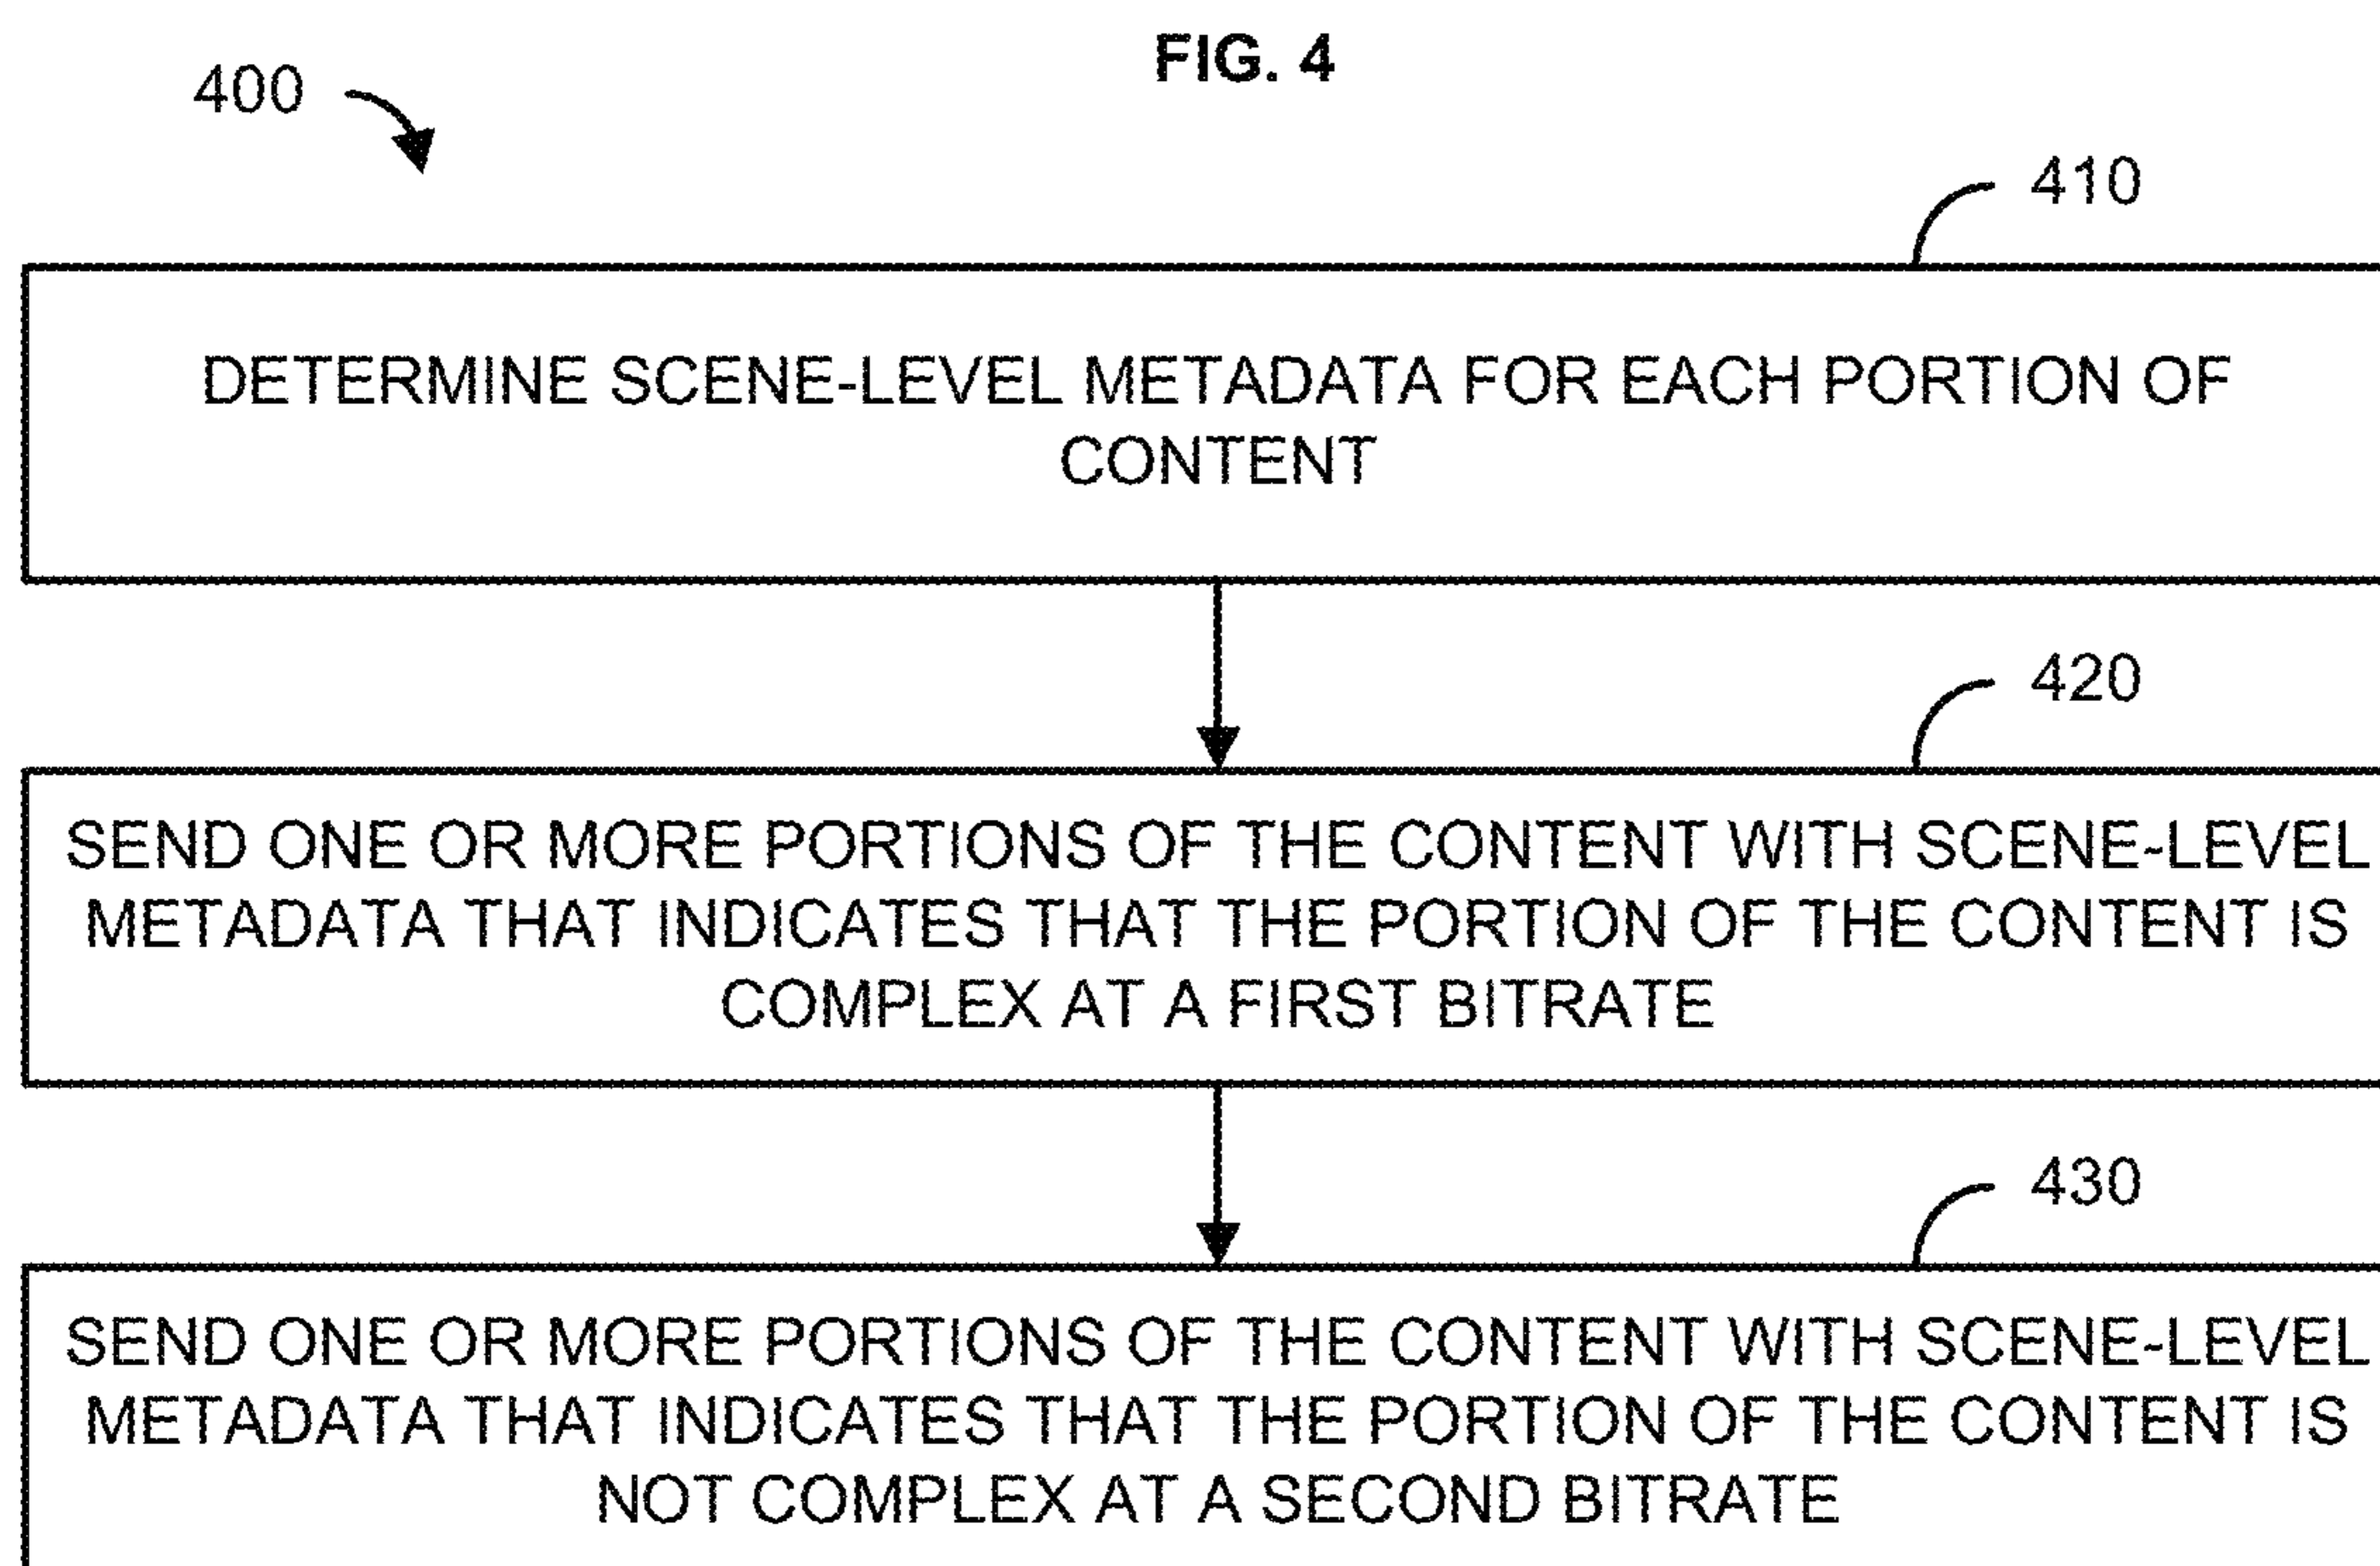 FIG. 4
400
410
DETERMINE SCENE-LEVEL METADATA FOR EACH PORTION OF
CONTENT
420
SEND ONE OR MORE PORTIONS OF THE CONTENT WITH SCENE-LEVEL
METADATA THAT INDICATES THAT THE PORTION OF THE CONTENT IS
COMPLEX AT A FIRST BITRATE
430
SEND ONE OR MORE PORTIONS OF THE CONTENT WITH SCENE-LEVEL
METADATA THAT INDICATES THAT THE PORTION OF THE CONTENT IS
NOT COMPLEX AT A SECOND BITRATE